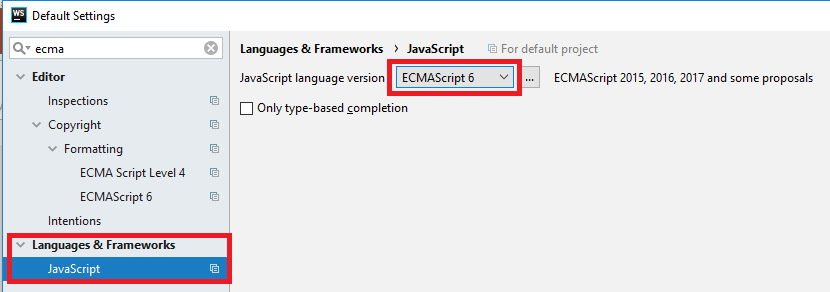 WS Default Settings
ecma
Editor
Inspections
Copyright
Formatting
ECMA Script Level 4
ECMAScript 6
Intentions
Languages & Frameworks
JavaScript
Languages & Frameworks › JavaScript For default project
JavaScript language version ECMAScript 6 ... ECMAScript 2015, 2016, 2017 and some proposals
Only type-based completion